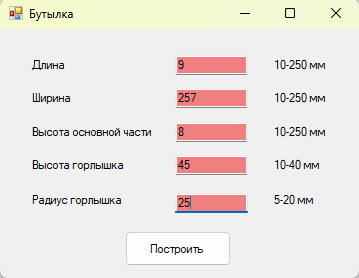 Бутылка
Длина 9 10-250 мм
Ширина 257 10-250 мм
Высота основной части 8 10-250 мм
Высота горлышка 45 10-40 мм
Радиус горлышка 25 5-20 мм
Построить